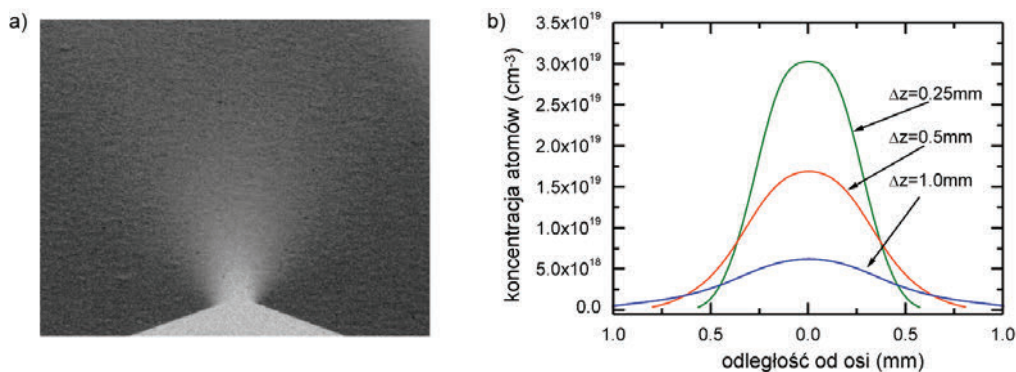 a)
b)
koncentracja atomów (cm⁻³)
3.5x10¹⁹
3.0x10¹⁹
2.5x10¹⁹
2.0x10¹⁹
1.5x10¹⁹
1.0x10¹⁹
5.0x10¹⁸
0.0
Δz=0.25mm
Δz=0.5mm
Δz=1.0mm
1.0 0.5 0.0 0.5 1.0
odległość od osi (mm)